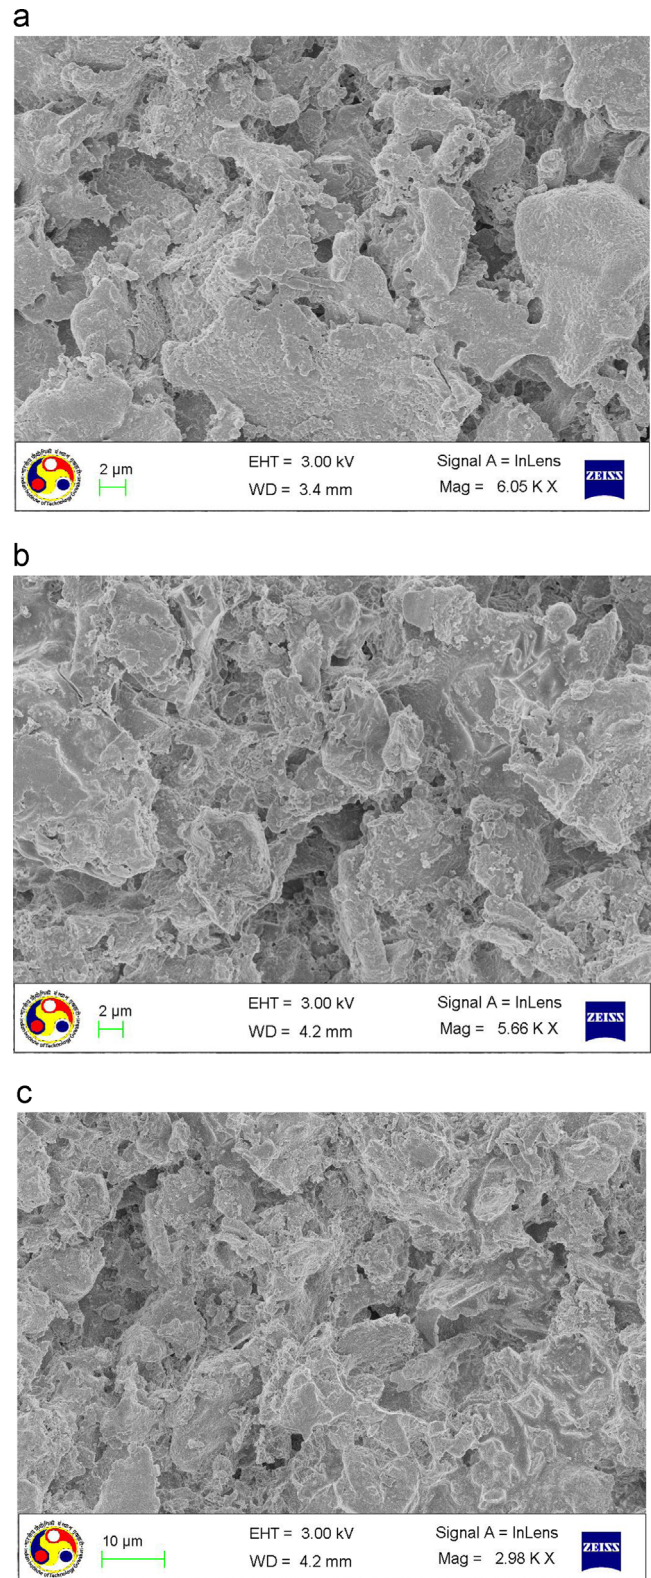 a
2 µm
EHT = 3.00 kV
WD = 3.4 mm
Signal A = InLens
Mag = 6.05 K X
ZEISS
b
2 µm
EHT = 3.00 kV
WD = 4.2 mm
Signal A = InLens
Mag = 5.66 K X
ZEISS
c
10 µm
EHT = 3.00 kV
WD = 4.2 mm
Signal A = InLens
Mag = 2.98 K X
ZEISS